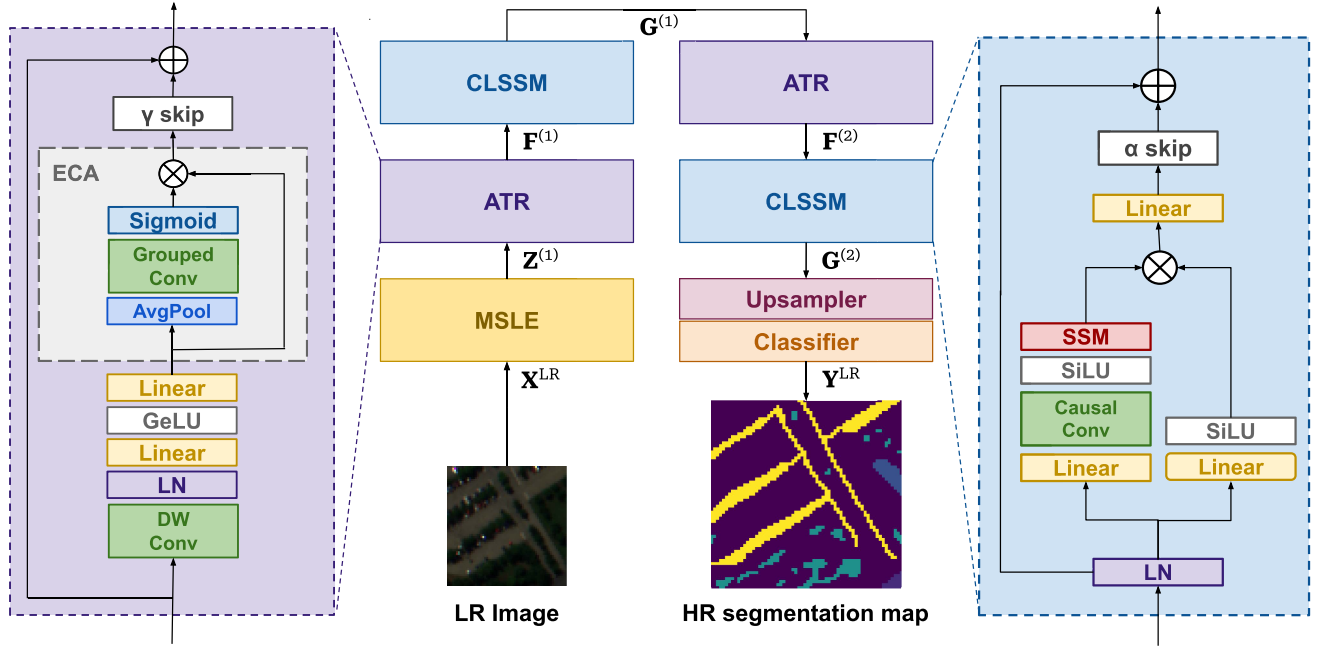 γ skip
ECA
Sigmoid
Grouped
Conv
AvgPool
Linear
GeLU
Linear
LN
DW
Conv
G(1)
CLSSM
F(1)
ATR
Z(1)
MSLE
XLR
LR Image
ATR
F(2)
CLSSM
G(2)
Upsampler
Classifier
YLR
HR segmentation map
α skip
Linear
SSM
SiLU
Causal
Conv
Linear
SiLU
Linear
LN